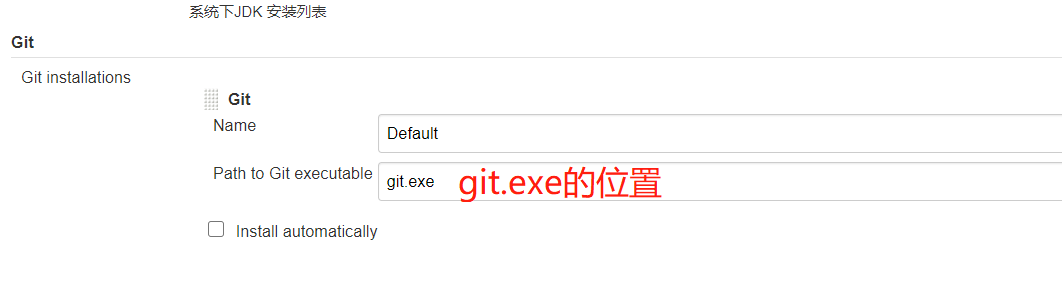 系统下JDK 安装列表
Git
Git installations
Git
Name
Default
Path to Git executable
git.exe
git.exe的位置
Install automatically